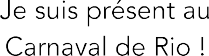 Je suis présent au
Carnaval de Rio !